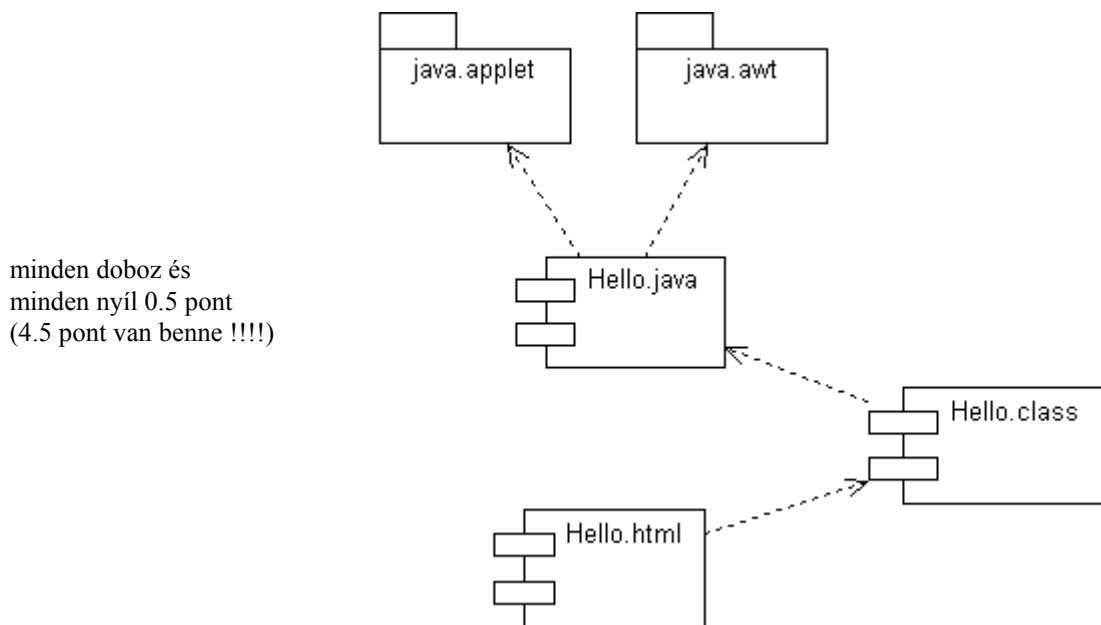 java.applet
java.awt
Hello.java
minden doboz és
minden nyíl 0.5 pont
(4.5 pont van benne !!!!)
Hello.class
Hello.html